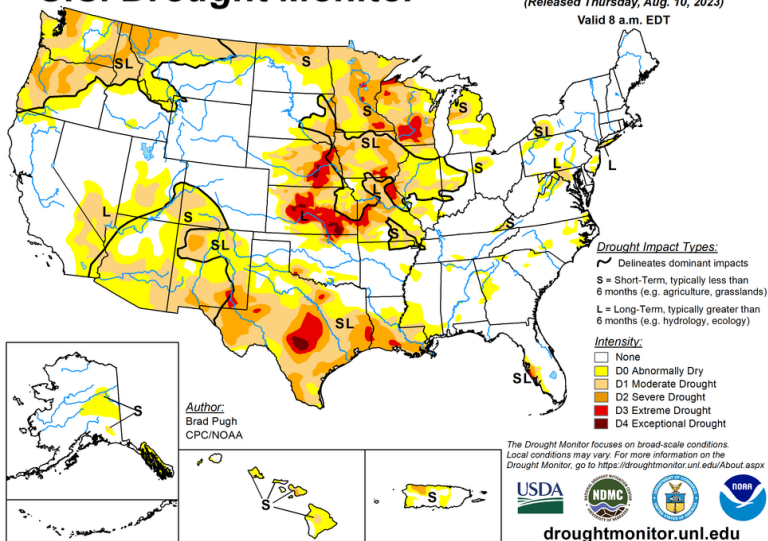 U.S. Drought Monitor
(Released Thursday, Aug. 10, 2023)
Valid 8 a.m. EDT
SL
S
S
S
SL
SL
S
L
L
L
L
S
SL
L
S
S
SL
SL
Drought Impact Types:
Delineates dominant impacts
S = Short-Term, typically less than
6 months (e.g. agriculture, grasslands)
L = Long-Term, typically greater than
6 months (e.g. hydrology, ecology)
Intensity:
None
D0 Abnormally Dry
D1 Moderate Drought
D2 Severe Drought
D3 Extreme Drought
D4 Exceptional Drought
S
Author:
Brad Pugh
CPC/NOAA
S
S
The Drought Monitor focuses on broad-scale conditions.
Local conditions may vary. For more information on the
Drought Monitor, go to https://droughtmonitor.unl.edu/About.aspx
USDA
NDMC
NOAA
droughtmonitor.unl.edu